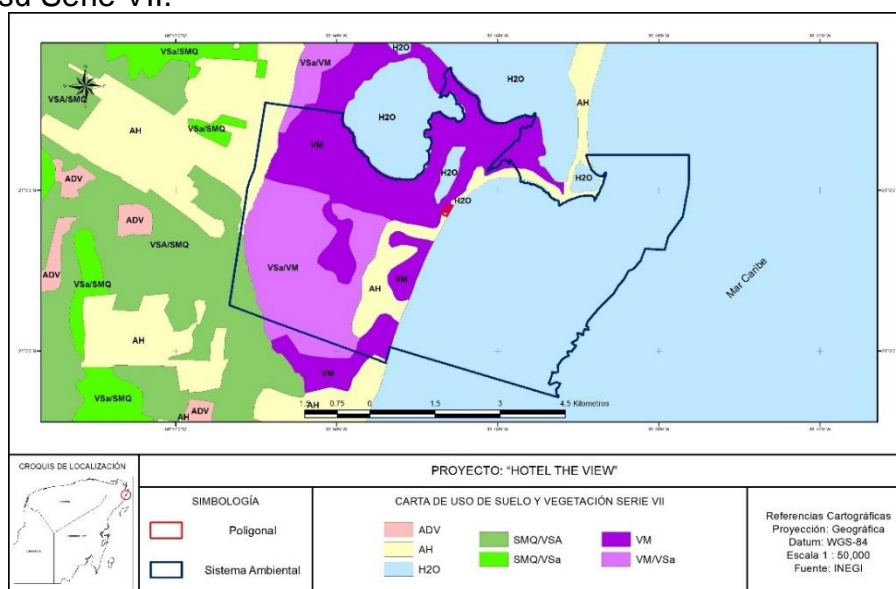 su Serie VII.
H2O
VSa/SMQ
VSa/VM
H2O
VSA/SMQ
AH
H2O
AH
VSa/SMQ
VM
ADV
H2O
H2O
H2O
ADV
VSA/SMQ
VSa/VM
ADV
AH
VM
Mar Caribe
AH
VM
VSa/SMQ
AH
ADV
AH
0.75 0 1.5 3 4.5 Kilometros
CROQUIS DE LOCALIZACIÓN
PROYECTO: “HOTEL THE VIEW”
SIMBOLOGÍA
Poligonal
Sistema Ambiental
CARTA DE USO DE SUELO Y VEGETACIÓN SERIE VII
ADV
AH
H2O
SMQ/VSA
SMQ/VSa
VM
VM/VSa
Referencias Cartográficas
Proyección: Geográfica
Datum: WGS-84
Escala 1 : 50,000
Fuente: INEGI